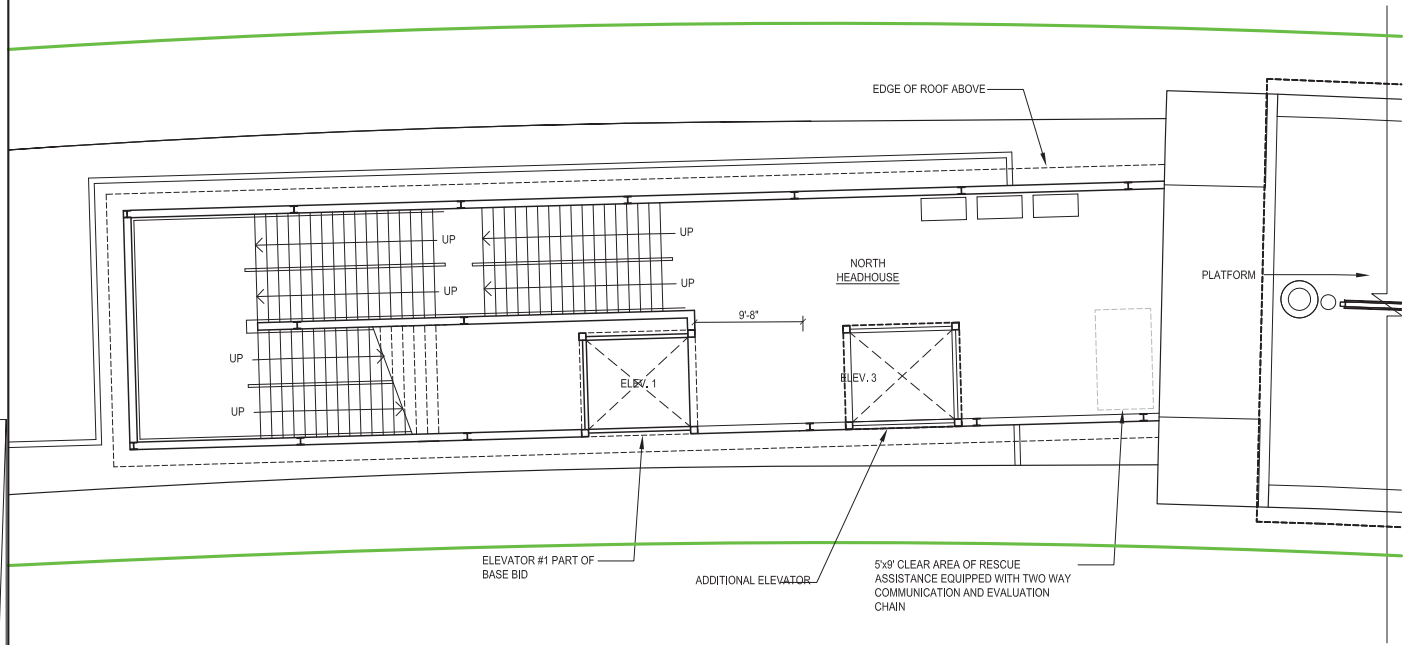 EDGE OF ROOF ABOVE
UP
UP
UP
UP
NORTH
HEADHOUSE
PLATFORM
9'-8"
UP
UP
ELEV. 1
ELEV. 3
ELEVATOR #1 PART OF
BASE BID
ADDITIONAL ELEVATOR
5'x9' CLEAR AREA OF RESCUE
ASSISTANCE EQUIPPED WITH TWO WAY
COMMUNICATION AND EVALUATION
CHAIN